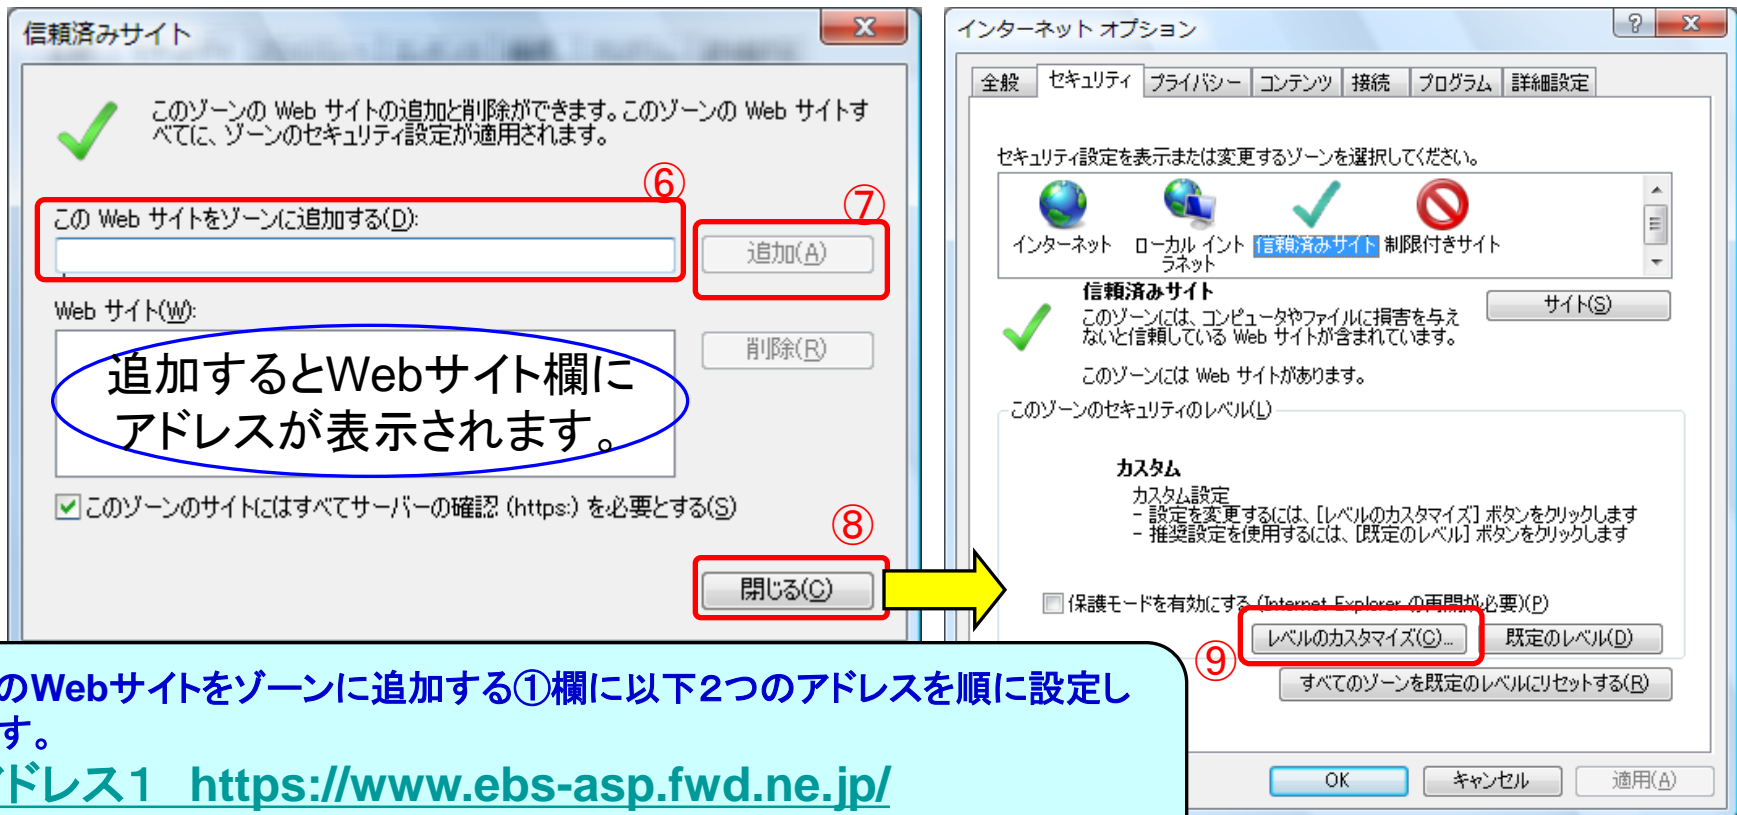 信頼済みサイト
このゾーンの Web サイトの追加と削除ができます。このゾーンの Web サイトす
べてに、ゾーンのセキュリティ設定が適用されます。
⑥
この Web サイトをゾーンに追加する(D):
⑦
追加(A)
Web サイト(W):
削除(R)
追加するとWebサイト欄に
アドレスが表示されます。
このゾーンのサイトにはすべてサーバーの確認 (https:) を必要とする(S)
⑧
閉じる(C)
インターネット オプション
全般 セキュリティ プライバシー コンテンツ 接続 プログラム 詳細設定
セキュリティ設定を表示または変更するゾーンを選択してください。
インターネット ローカル イント 信頼済みサイト 制限付きサイト
ラネット
信頼済みサイト
サイト(S)
このゾーンには、コンピュータやファイルに損害を与え
ないと信頼している Web サイトが含まれています。
このゾーンには Web サイトがあります。
このゾーンのセキュリティのレベル(L)
カスタム
カスタム設定
- 設定を変更するには、[レベルのカスタマイズ] ボタンをクリックします
- 推奨設定を使用するには、[既定のレベル] ボタンをクリックします
保護モードを有効にする (Internet Explorer の再開が必要)(P)
⑨
レベルのカスタマイズ(C)... 既定のレベル(D)
すべてのゾーンを既定のレベルにリセットする(R)
OK キャンセル 適用(A)
のWebサイトをゾーンに追加する①欄に以下２つのアドレスを順に設定し
す。
ドレス１ https://www.ebs-asp.fwd.ne.jp/